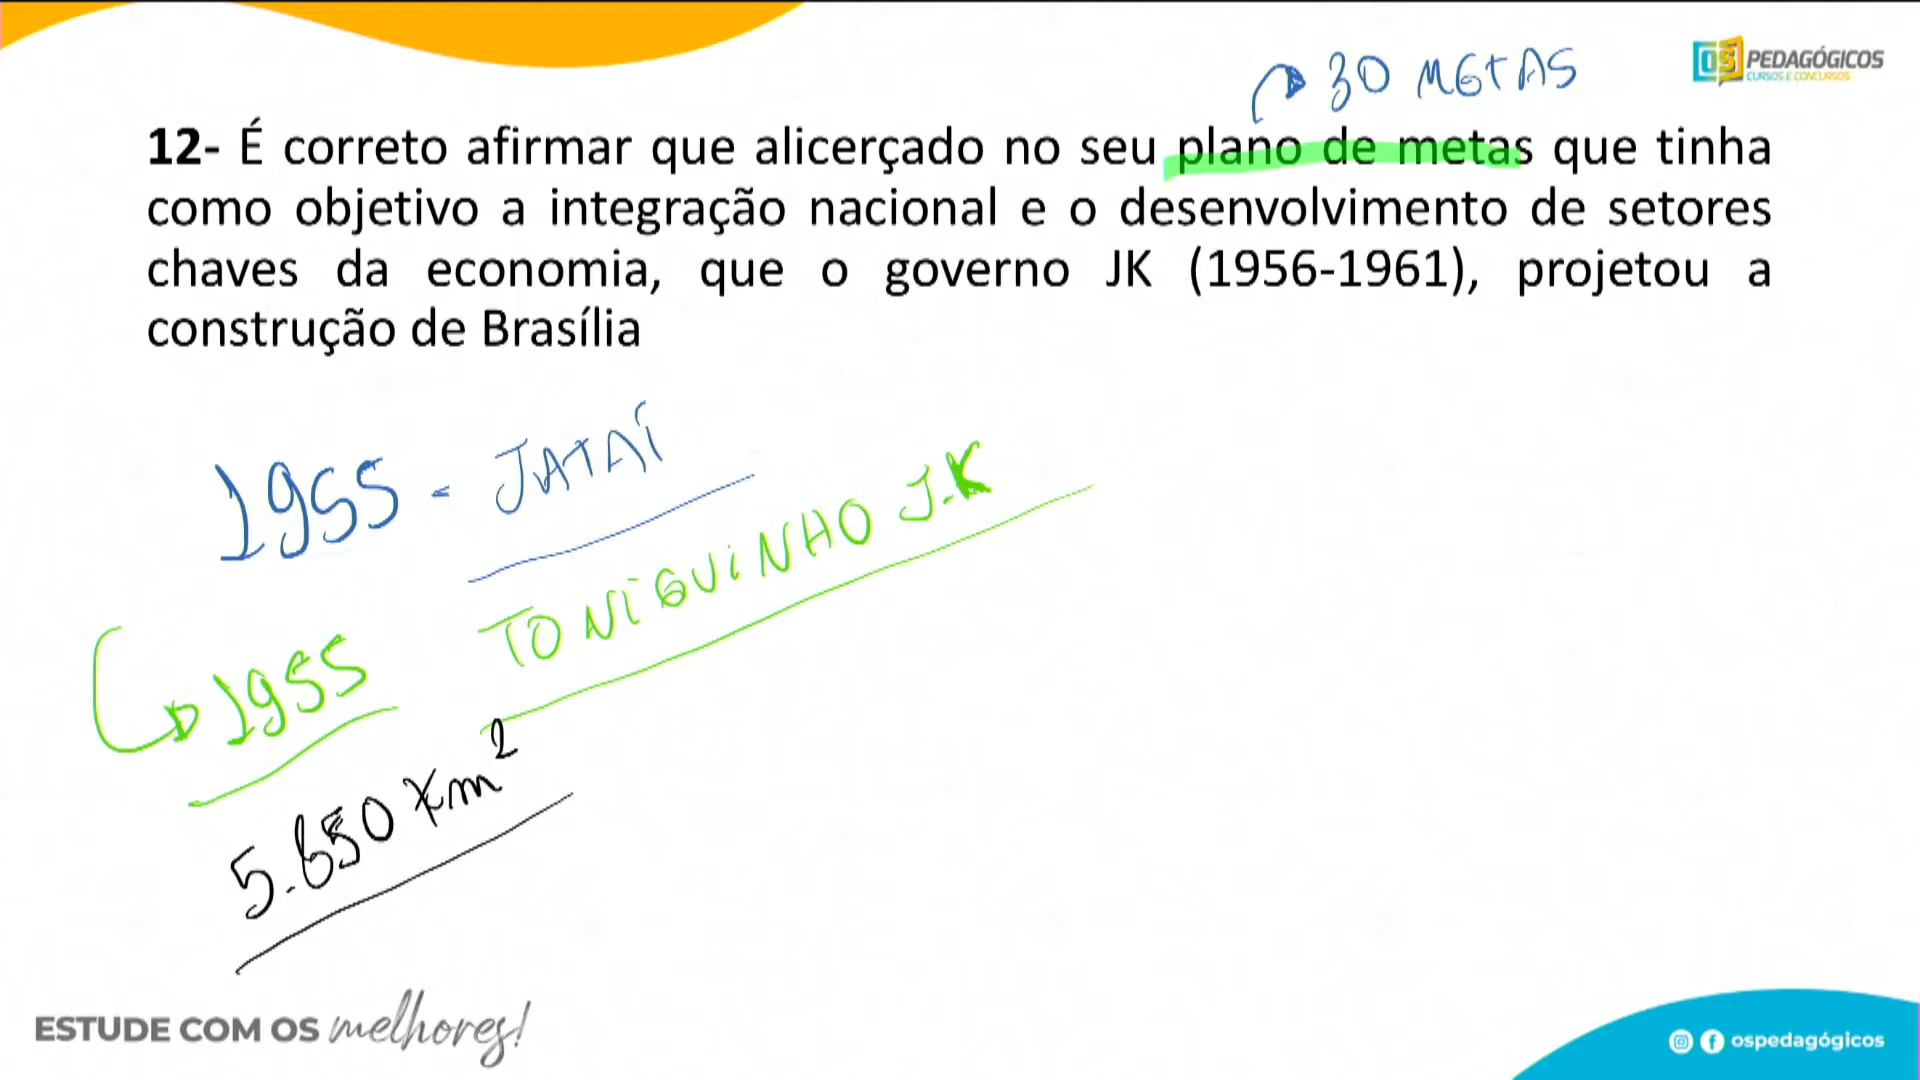 30 METAS
OS PEDAGÓGICOS
CURSOS E CONCURSOS
12- É correto afirmar que alicerçado no seu plano de metas que tinha
como objetivo a integração nacional e o desenvolvimento de setores
chaves da economia, que o governo JK (1956-1961), projetou a
construção de Brasília
1955 - JATAÍ
1955 TONIQUINHO J.K
5.850 Km²
ESTUDE COM OS melhores!
ospedagógicos